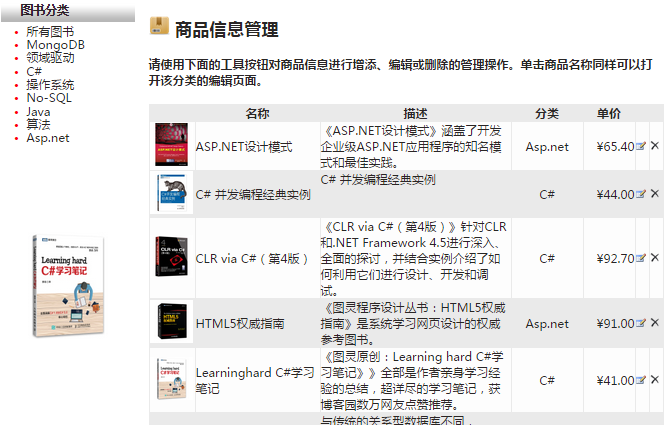 图书分类
所有图书
MongoDB
领域驱动
C#
操作系统
No-SQL
Java
算法
Asp.net
Learning hard
C#学习笔记
商品信息管理
请使用下面的工具按钮对商品信息进行增添、编辑或删除的管理操作。单击商品名称同样可以打
开该分类的编辑页面。
名称 描述 分类 单价
ASP.NET设计模式
《ASP.NET设计模式》涵盖了开发
企业级ASP.NET应用程序的知名模
式和最佳实践。
Asp.net
¥65.40
C# 并发编程经典实例
C# 并发编程经典实例
C#
¥44.00
CLR via C#（第4版）
《CLR via C#（第4版）》针对CLR
和.NET Framework 4.5进行深入、
全面的探讨，并结合实例介绍了如
何利用它们进行设计、开发和调
试。
C#
¥92.70
HTML5权威指南
《图灵程序设计丛书：HTML5权威
指南》是系统学习网页设计的权威
参考图书。
Asp.net
¥91.00
Learninghard C#学习
笔记
《图灵原创：Learning hard C#学
习笔记》》全部是作者亲身学习经
验的总结，超详尽的学习笔记，获
博客园数万网友点赞推荐。
C#
¥41.00
与传统的关系型数据库不同，